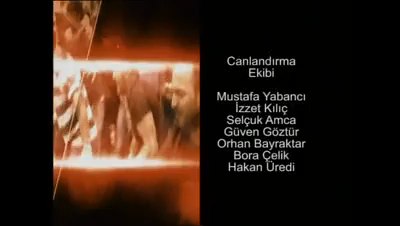 Canlandırma
Ekibi
Mustafa Yabancı
İzzet Kılıç
Selçuk Amca
Güven Göztür
Orhan Bayraktar
Bora Çelik
Hakan Üredi